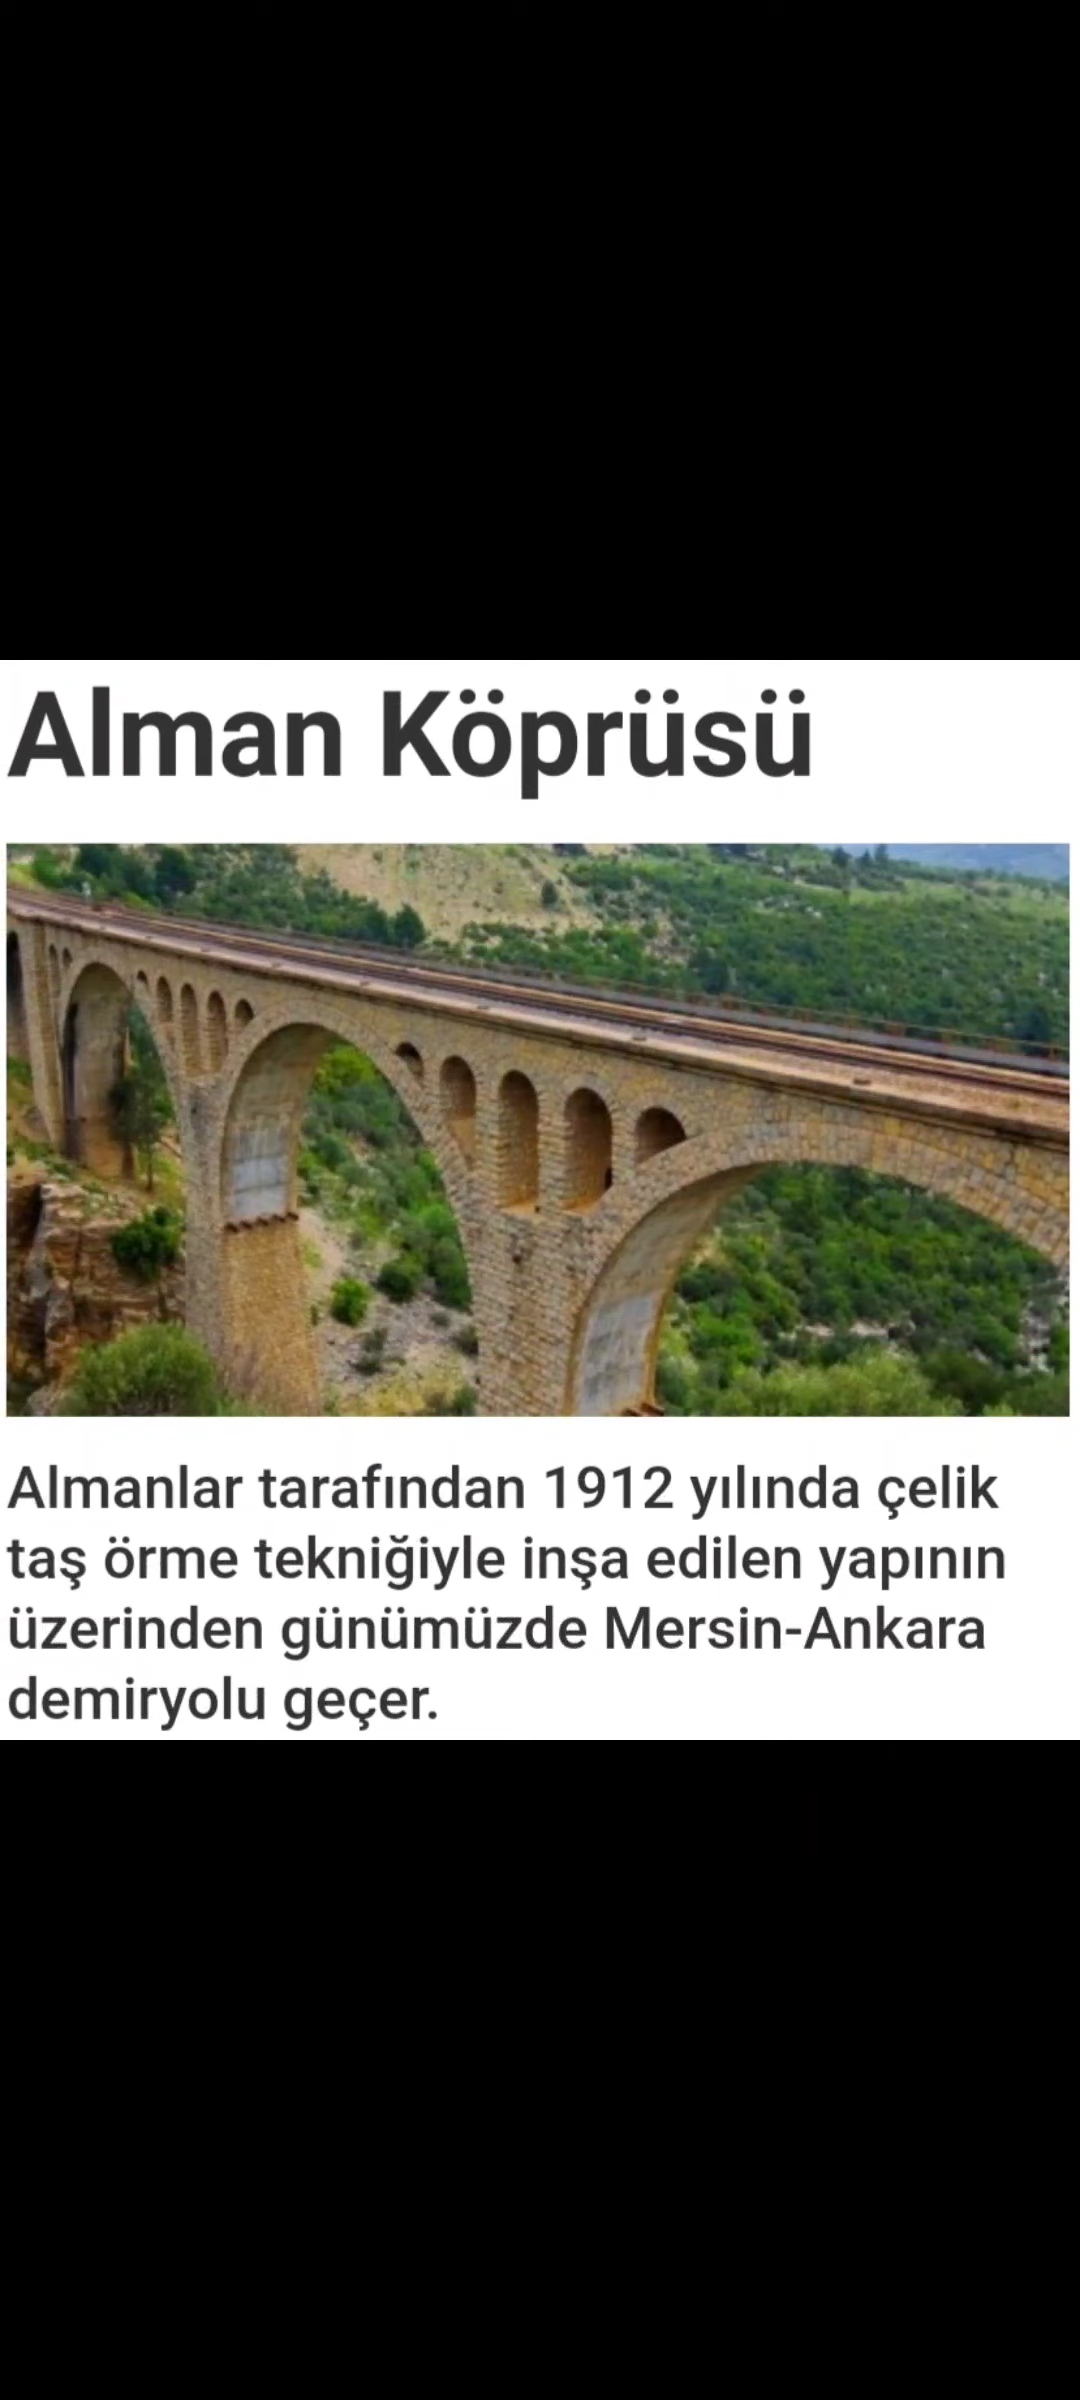 Alman Köprüsü
Almanlar tarafından 1912 yılında çelik
taş örme tekniğiyle inşa edilen yapının
üzerinden günümüzde Mersin-Ankara
demiryolu geçer.